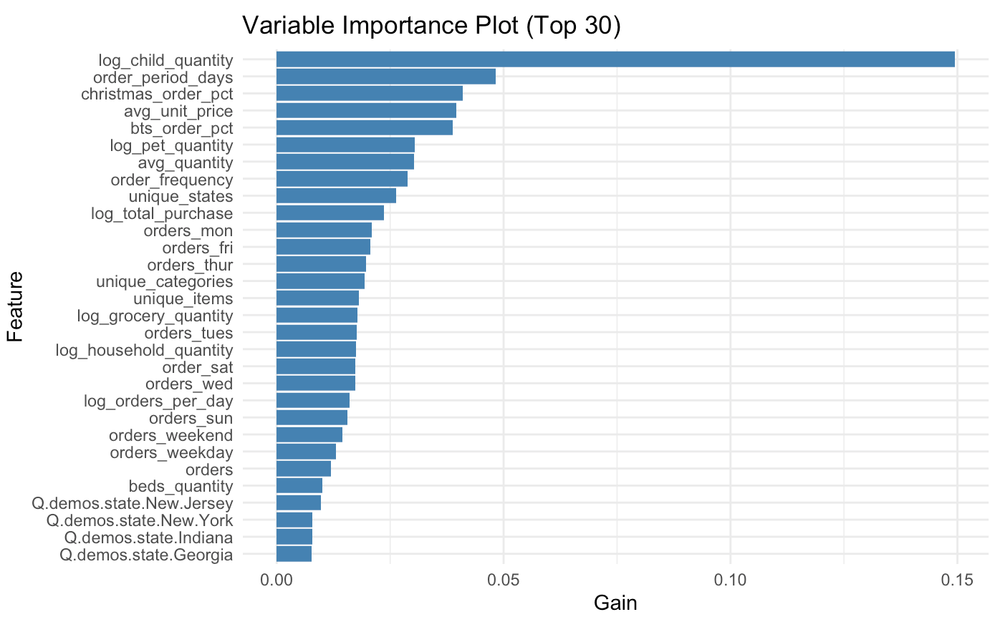 Variable Importance Plot (Top 30)
log_child_quantity
order_period_days
christmas_order_pct
avg_unit_price
bts_order_pct
log_pet_quantity
avg_quantity
order_frequency
unique_states
log_total_purchase
orders_mon
orders_fri
orders_thur
unique_categories
unique_items
log_grocery_quantity
orders_tues
log_household_quantity
order_sat
orders_wed
log_orders_per_day
orders_sun
orders_weekend
orders_weekday
orders
beds_quantity
Q.demos.state.New.Jersey
Q.demos.state.New.York
Q.demos.state.Indiana
Q.demos.state.Georgia
Feature
0.00 0.05 0.10 0.15
Gain